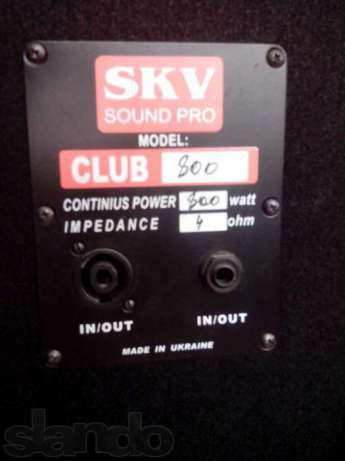 SKV
SOUND PRO
MODEL:
CLUB 800
CONTINIUS POWER 800 watt
IMPEDANCE 4 ohm
IN/OUT IN/OUT
MADE IN UKRAINE
slando